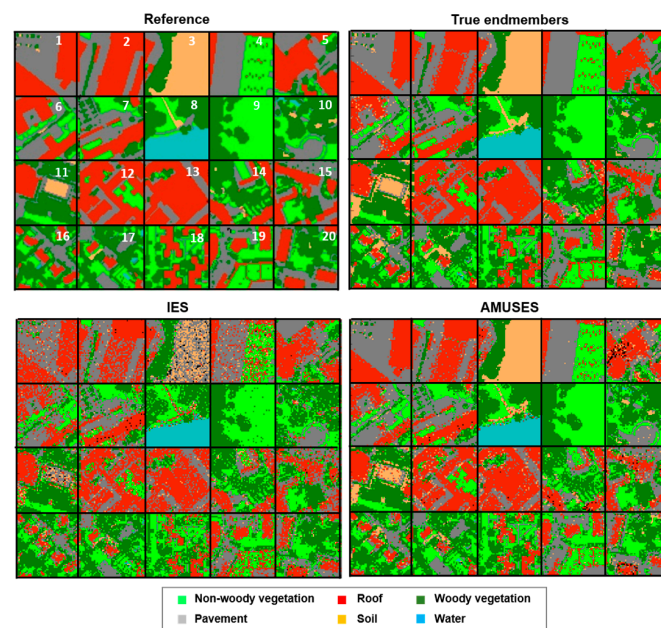 Reference
True endmembers
1 2 3 4 5
6 7 8 9 10
11 12 13 14 15
16 17 18 19 20
IES
AMUSES
Non-woody vegetation Roof Woody vegetation
Pavement Soil Water